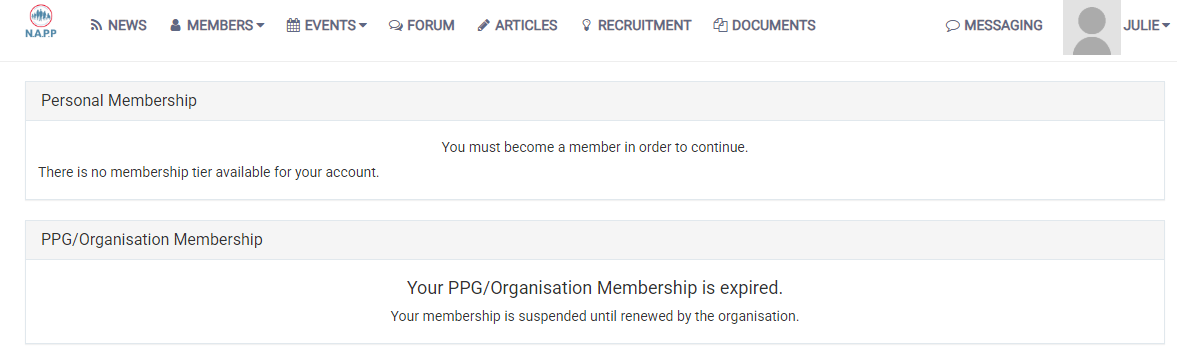 N.A.P.P
NEWS MEMBERS EVENTS FORUM ARTICLES RECRUITMENT DOCUMENTS MESSAGING JULIE
Personal Membership
You must become a member in order to continue.
There is no membership tier available for your account.
PPG/Organisation Membership
Your PPG/Organisation Membership is expired.
Your membership is suspended until renewed by the organisation.